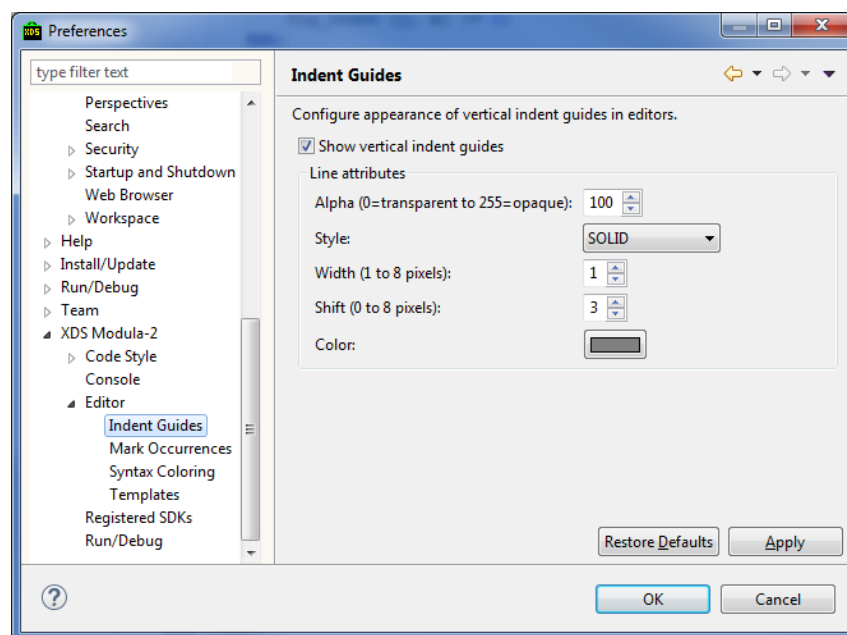 XDS Preferences
type filter text
Perspectives
Search
Security
Startup and Shutdown
Web Browser
Workspace
Help
Install/Update
Run/Debug
Team
XDS Modula-2
Code Style
Console
Editor
Indent Guides
Mark Occurrences
Syntax Coloring
Templates
Registered SDKs
Run/Debug
Indent Guides
Configure appearance of vertical indent guides in editors.
Show vertical indent guides
Line attributes
Alpha (0=transparent to 255=opaque): 100
Style: SOLID
Width (1 to 8 pixels): 1
Shift (0 to 8 pixels): 3
Color:
Restore Defaults Apply
? OK Cancel